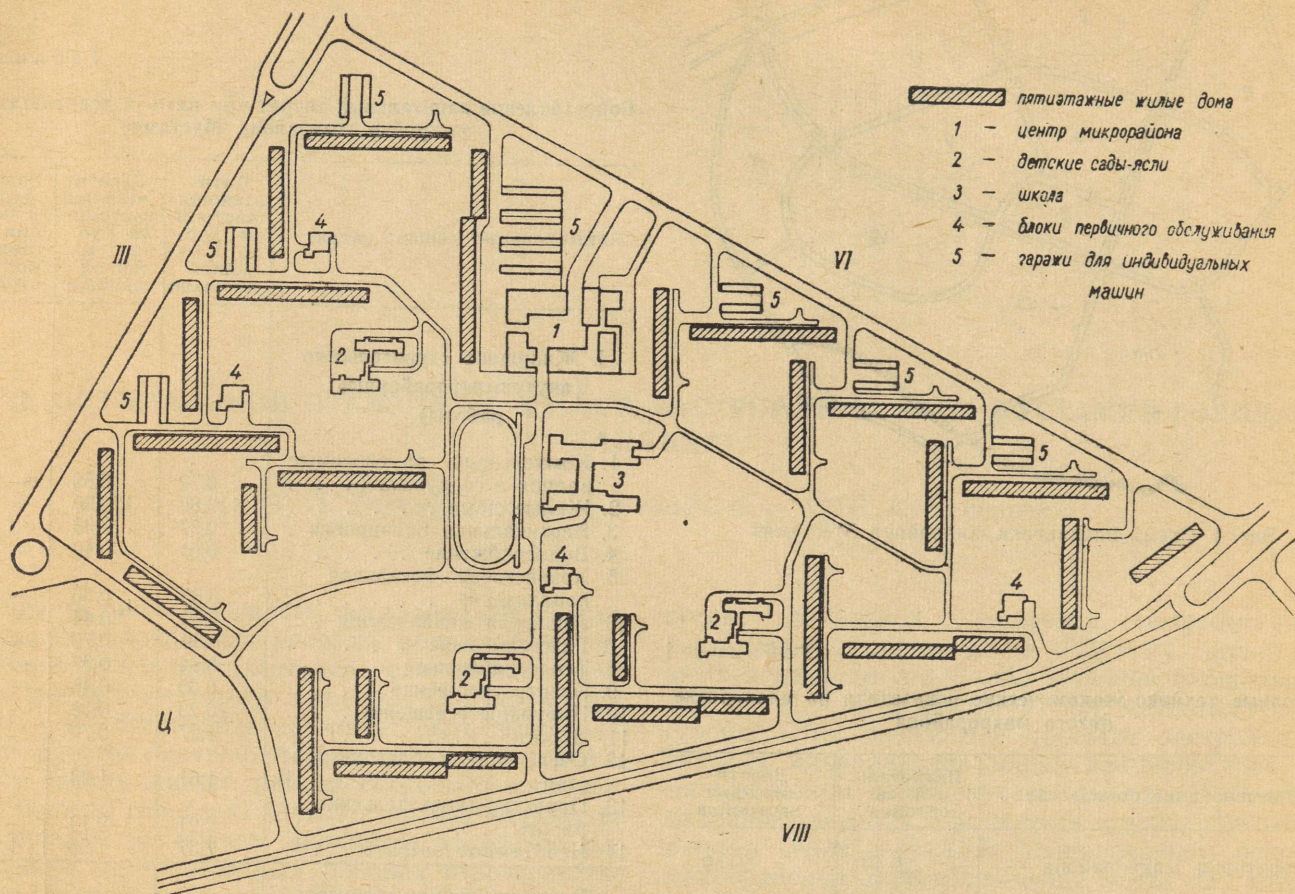 пятиэтажные жилые дома
1 — центр микрорайона
2 — детские сады-ясли
3 — школа
4 — блоки первичного обслуживания
5 — гаражи для индивидуальных
машин
5
4
5
III
5
VI
5
1
2
4
5
5
5
3
4
4
2
2
Ц
VIII